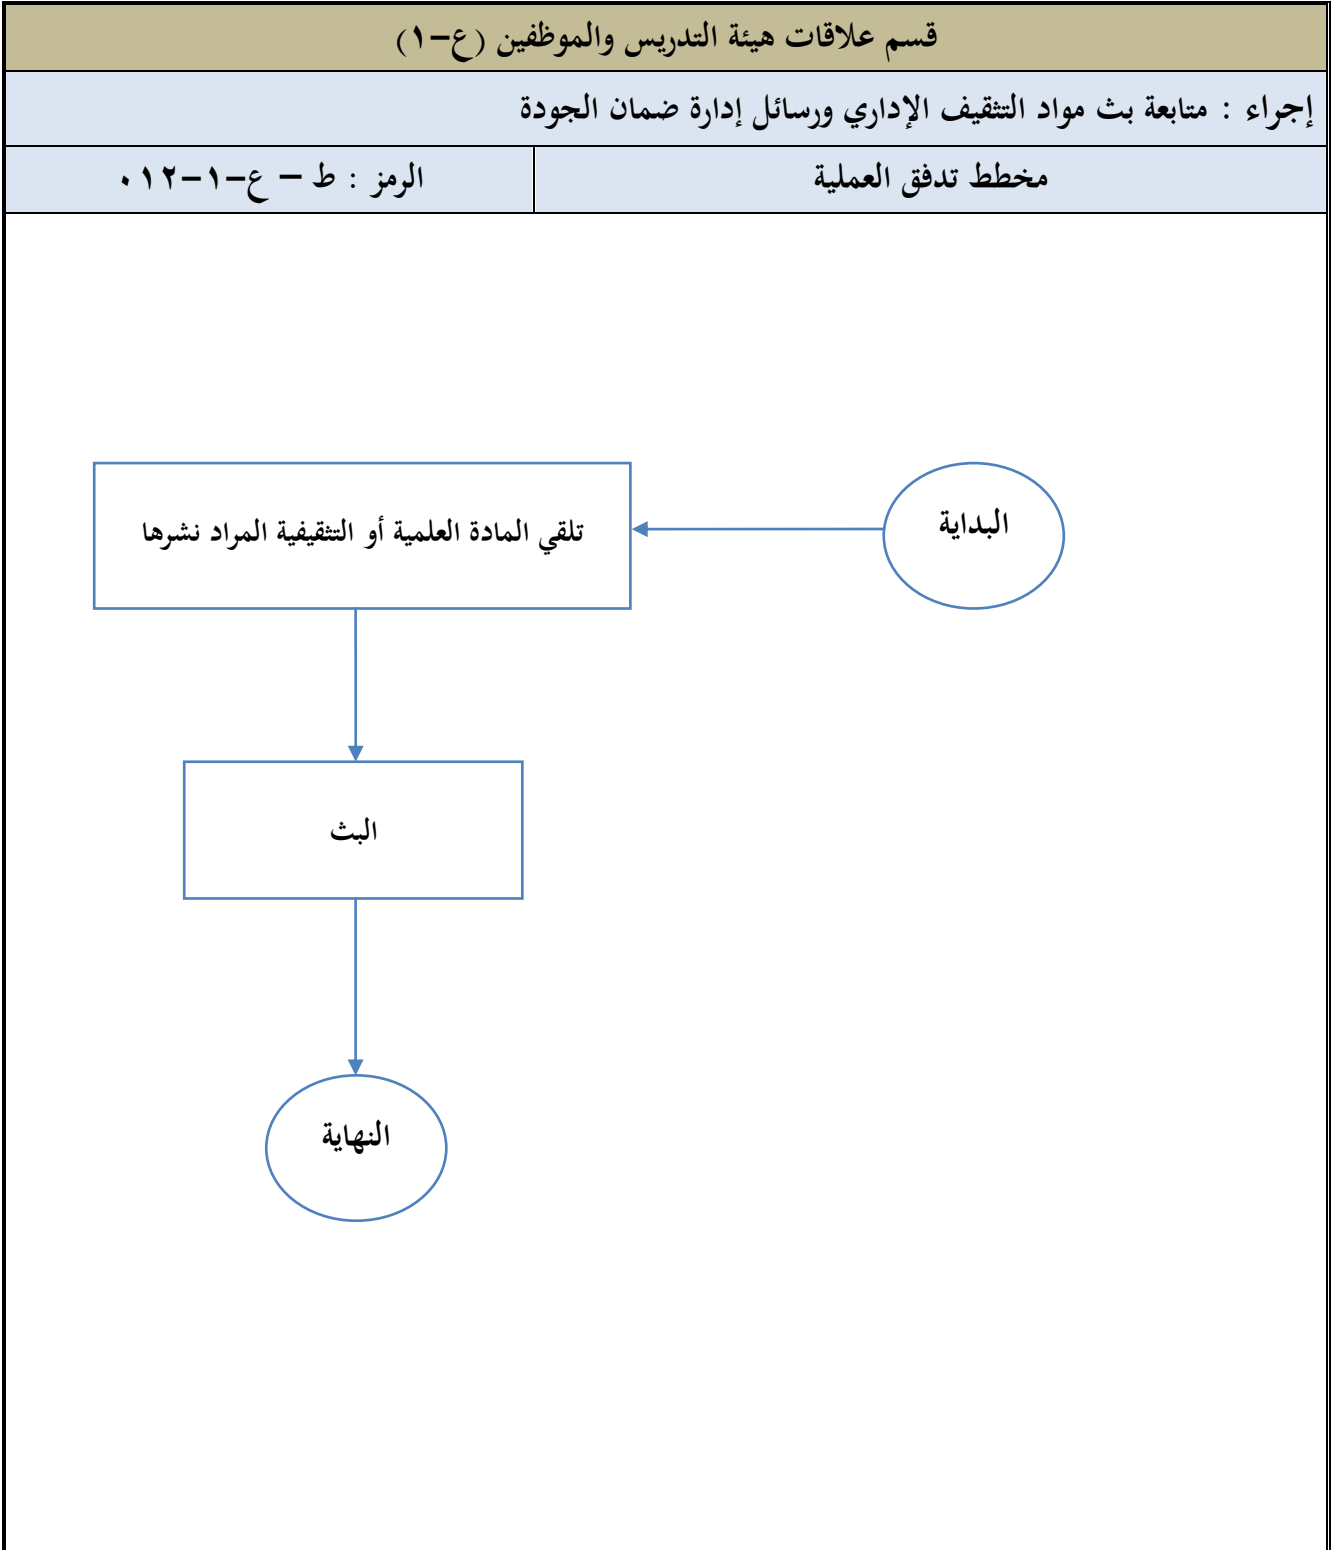 قسم علاقات هيئة التدريس والموظفين (ع-١)
إجراء : متابعة بث مواد التثقيف الإداري ورسائل إدارة ضمان الجودة
مخطط تدفق العملية
الرمز : ط – ع-١-٠١٢
البداية
تلقي المادة العلمية أو التثقيفية المراد نشرها
البث
النهاية